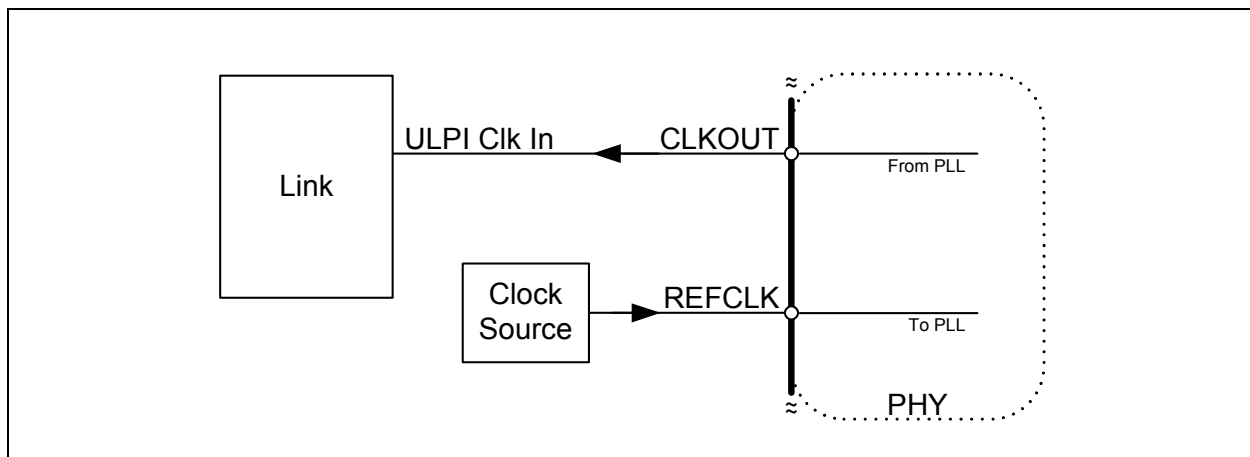 ULPI Clk In
CLKOUT
From PLL
Link
Clock
Source
REFCLK
To PLL
PHY